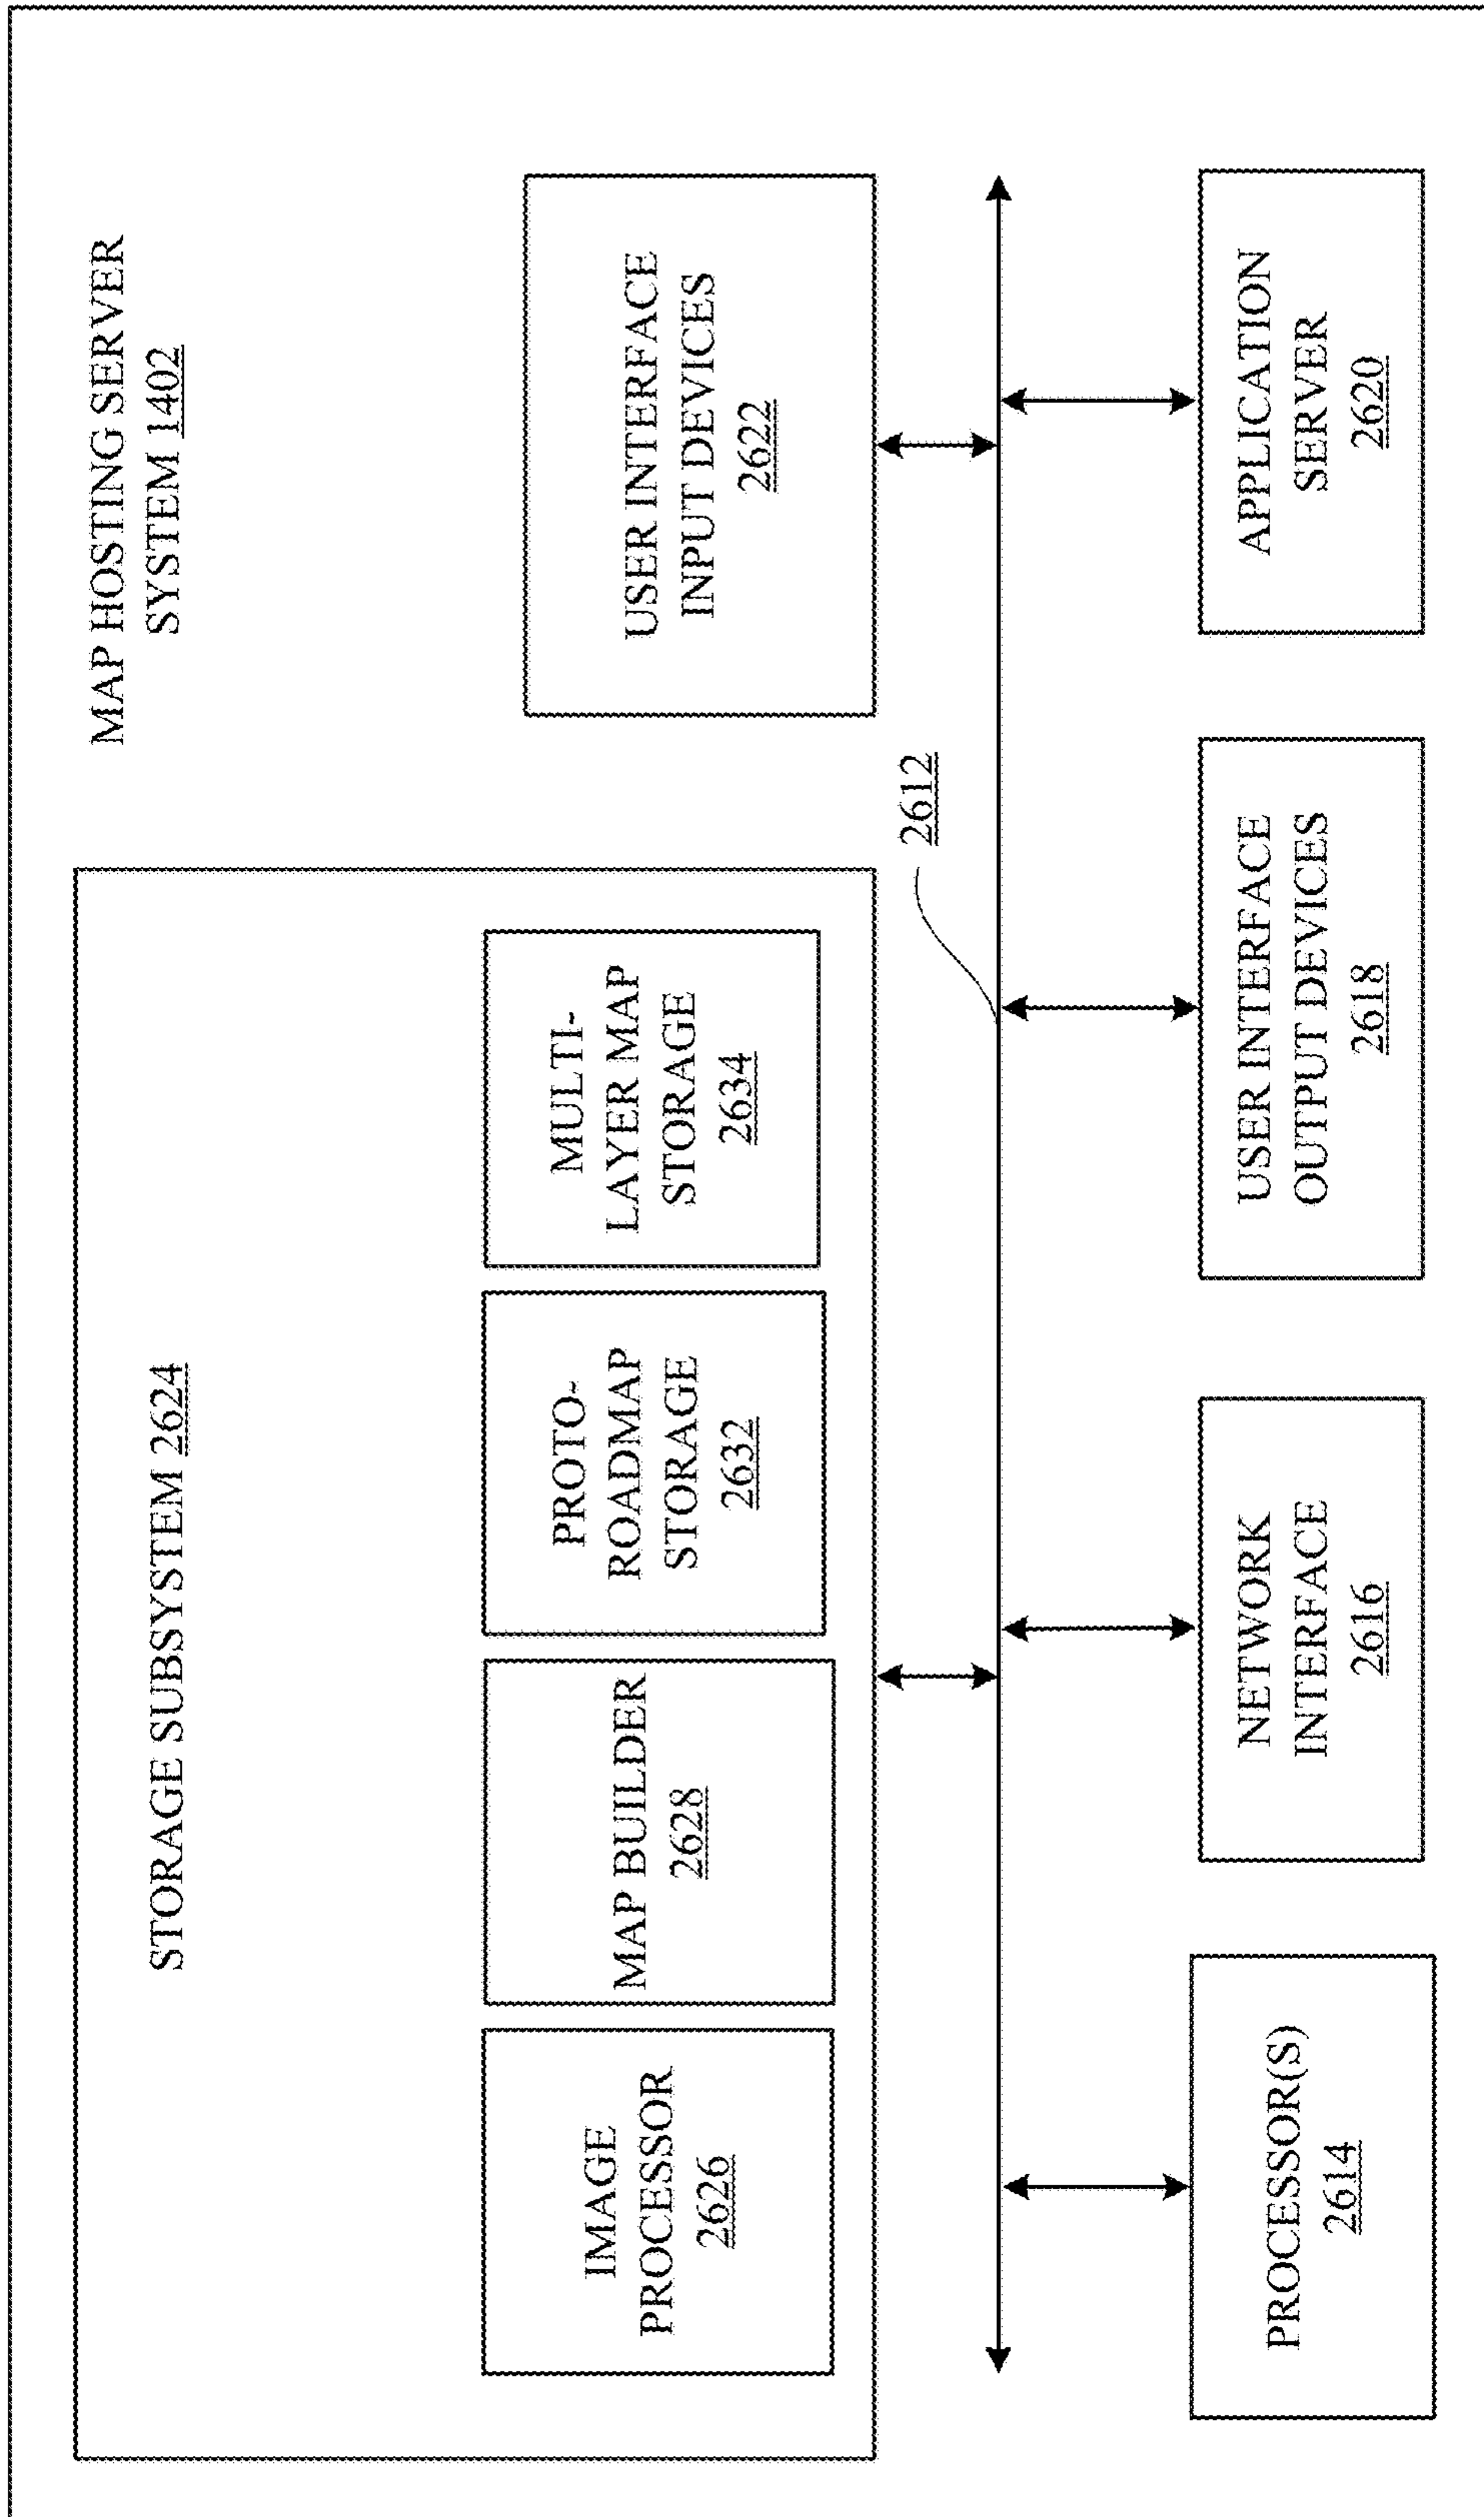 MAP HOSTING SERVER
SYSTEM 1402
STORAGE SUBSYSTEM 2624
IMAGE
PROCESSOR
2626
MAP BUILDER
2628
PROTO-
ROADMAP
STORAGE
2632
MULTI-
LAYER MAP
STORAGE
2634
USER INTERFACE
INPUT DEVICES
2622
2612
PROCESSOR(S)
2614
NETWORK
INTERFACE
2616
USER INTERFACE
OUTPUT DEVICES
2618
APPLICATION
SERVER
2620